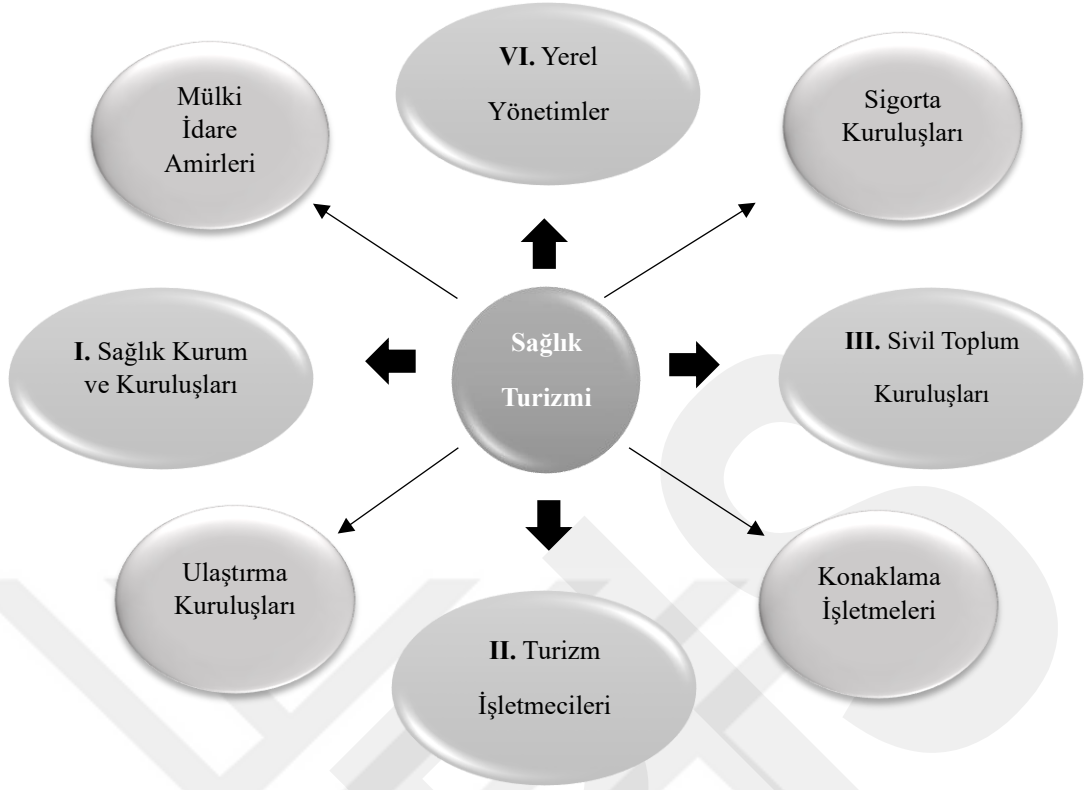 Mülki
İdare
Amirleri
VI. Yerel
Yönetimler
Sigorta
Kuruluşları
I. Sağlık Kurum
ve Kuruluşları
Sağlık
Turizmi
III. Sivil Toplum
Kuruluşları
Ulaştırma
Kuruluşları
II. Turizm
İşletmecileri
Konaklama
İşletmeleri